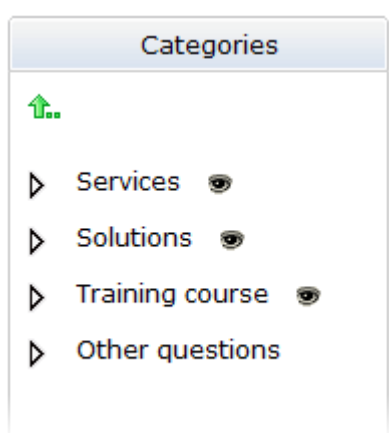 Categories
..
Services
Solutions
Training course
Other questions